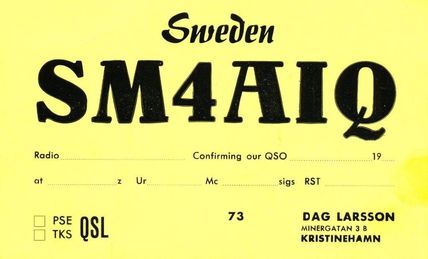 Sweden
SM4AIQ
Radio Confirming our QSO 19
at z Ur Mc sigs RST
PSE
TKS QSL
73 DAG LARSSON
MINERGATAN 3 B
KRISTINEHAMN